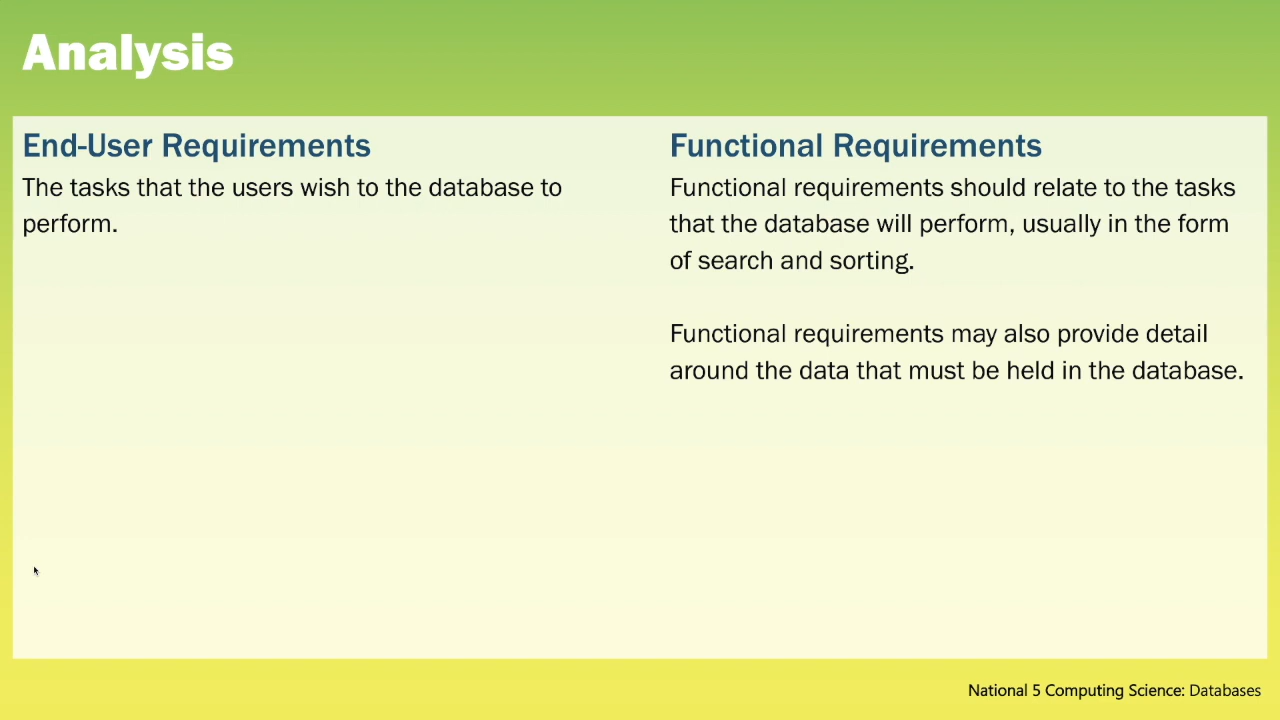 Analysis
End-User Requirements
The tasks that the users wish to the database to
perform.
Functional Requirements
Functional requirements should relate to the tasks
that the database will perform, usually in the form
of search and sorting.
Functional requirements may also provide detail
around the data that must be held in the database.
National 5 Computing Science: Databases